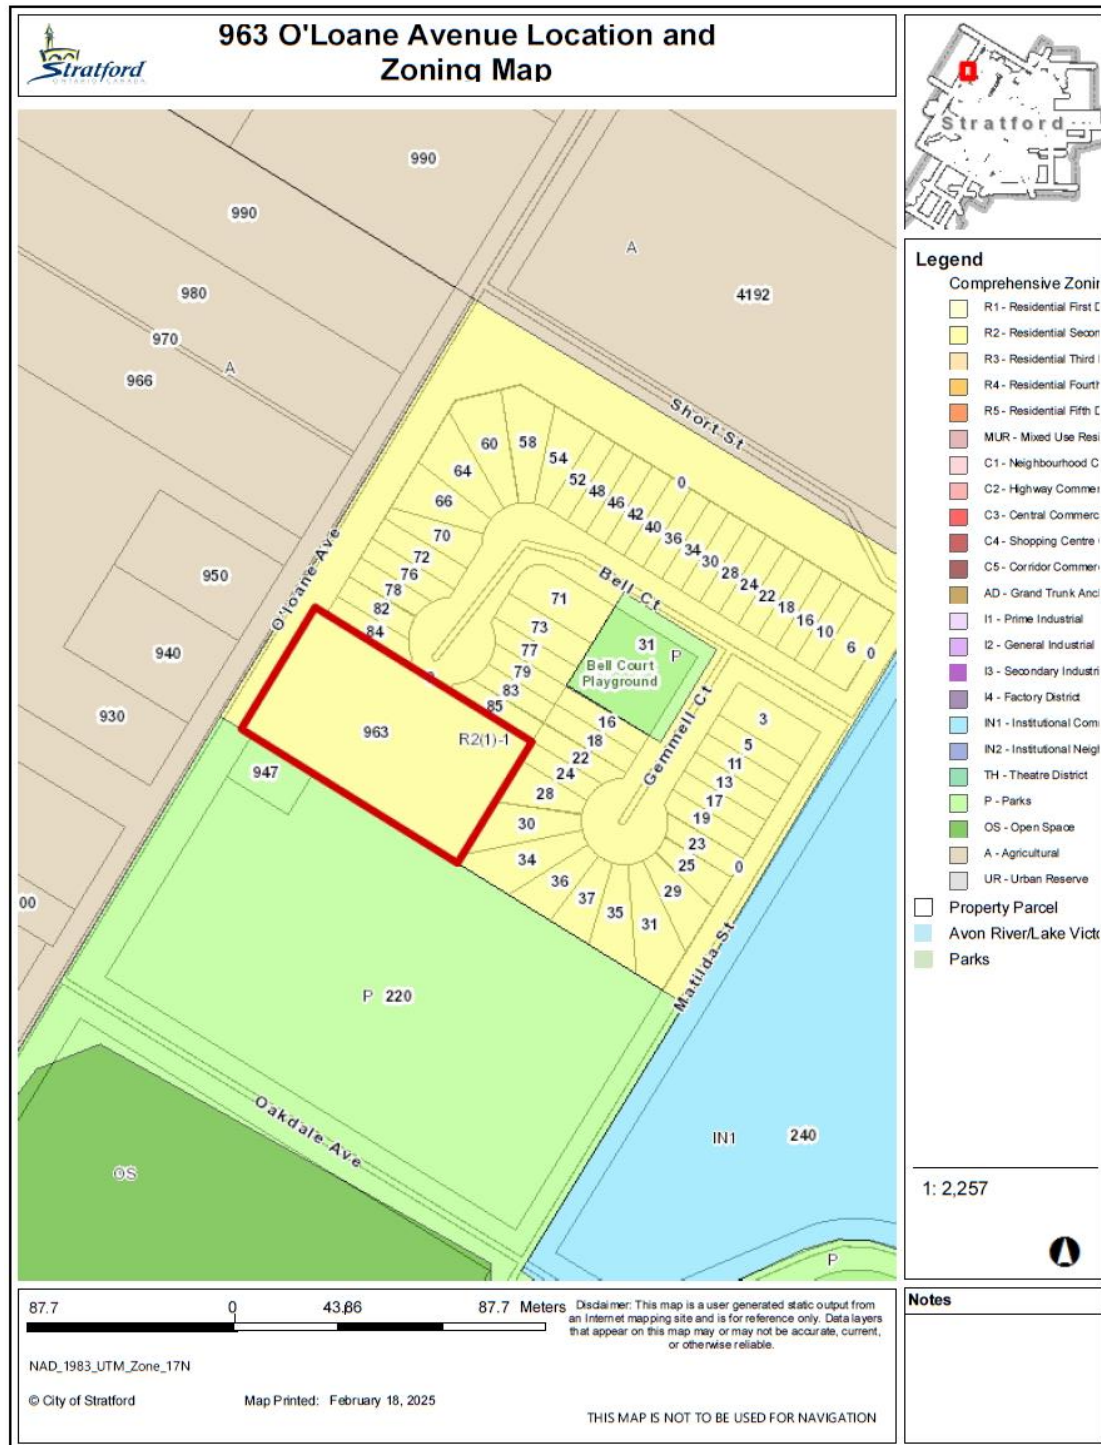 963 O'Loane Avenue Location and
Zoning Map
Stratford
ONTARIO CANADA
Stratford
990
990
A
4192
980
970
A
966
Short St
60
58
54
52
48
46
42
40
36
34
30
28
24
22
18
16
10
6
0
0
64
66
70
72
76
78
82
84
950
O'loane Ave
Bell Ct
71
73
77
79
83
85
31
P
Bell Court
Playground
940
930
963
R2(1)-1
947
16
18
22
24
28
30
34
36
37
35
31
Gemmell Ct
3
5
11
13
17
19
23
25
29
0
00
Matilda St
P 220
Oakdale Ave
OS
IN1
240
P
Legend
Comprehensive Zonin
R1 - Residential First D
R2 - Residential Secon
R3 - Residential Third
R4 - Residential Fourth
R5 - Residential Fifth D
MUR - Mixed Use Resi
C1 - Neighbourhood C
C2 - Highway Commer
C3 - Central Commerc
C4 - Shopping Centre
C5 - Corridor Commer
AD - Grand Trunk Anc
I1 - Prime Industrial
I2 - General Industrial
I3 - Secondary Industri
I4 - Factory District
IN1 - Institutional Com
IN2 - Institutional Neigh
TH - Theatre District
P - Parks
OS - Open Space
A - Agricultural
UR - Urban Reserve
Property Parcel
Avon River/Lake Victo
Parks
1: 2,257
87.7 0 43.86 87.7 Meters
Disclaimer: This map is a user generated static output from
an Internet mapping site and is for reference only. Data layers
that appear on this map may or may not be accurate, current,
or otherwise reliable.
NAD_1983_UTM_Zone_17N
© City of Stratford
Map Printed: February 18, 2025
THIS MAP IS NOT TO BE USED FOR NAVIGATION
Notes